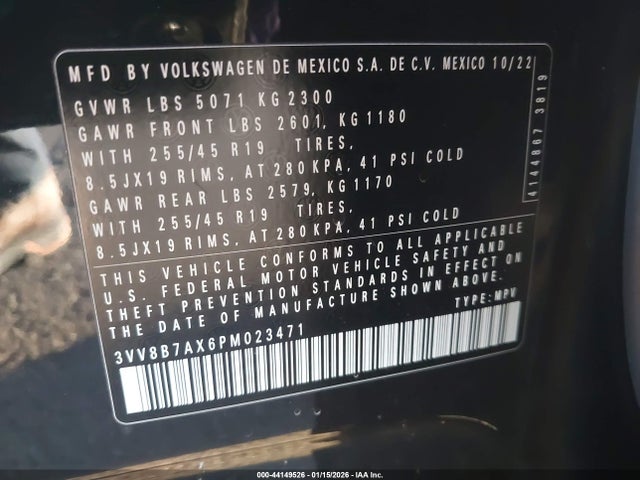 MFD BY VOLKSWAGEN DE MEXICO S.A. DE C.V. MEXICO 10/22
GVWR LBS 5071 KG 2300
GAWR FRONT LBS 2601, KG 1180
WITH 255/45 R19 TIRES,
8.5JX19 RIMS, AT 280 KPA, 41 PSI COLD
GAWR REAR LBS 2579, KG 1170
WITH 255/45 R19 TIRES,
8.5JX19 RIMS, AT 280 KPA, 41 PSI COLD
THIS VEHICLE CONFORMS TO ALL APPLICABLE
U.S. FEDERAL MOTOR VEHICLE SAFETY AND
THEFT PREVENTION STANDARDS IN EFFECT ON
THE DATE OF MANUFACTURE SHOWN ABOVE.
TYPE: MPV
3VV8B7AX6PM023471
4144867 3819
000-44149526 - 01/15/2026 - IAA Inc.